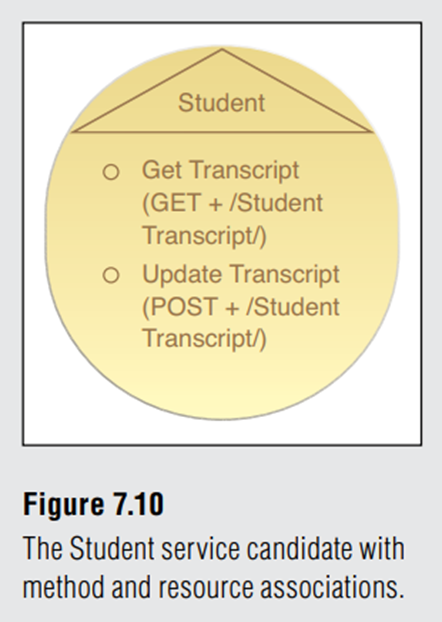 Student
Get Transcript
(GET + /Student
Transcript/)
Update Transcript
(POST + /Student
Transcript/)
Figure 7.10
The Student service candidate with
method and resource associations.